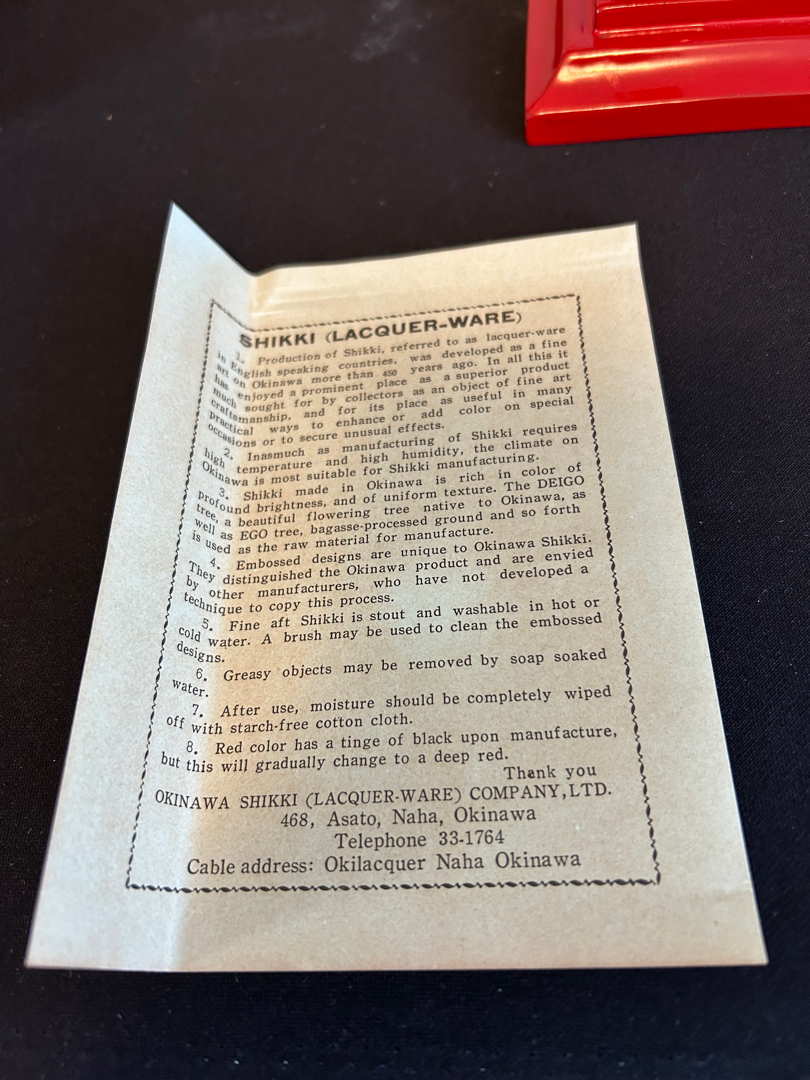 SHIKKI (LACQUER-WARE)
1. Production of Shikki, referred to as lacquer-ware
in English speaking countries, was developed as a fine
art on Okinawa more than 450 years ago. In all this it
has enjoyed a prominent place as a superior product
much sought for by collectors as an object of fine art
craftsmanship, and for its place as useful in many
practical ways to enhance or add color on special
occasions or to secure unusual effects.
2. Inasmuch as manufacturing of Shikki requires
high temperature and high humidity, the climate on
Okinawa is most suitable for Shikki manufacturing.
3. Shikki made in Okinawa is rich in color of
profound brightness, and of uniform texture. The DEIGO
tree, a beautiful flowering tree native to Okinawa, as
well as EGO tree, bagasse-processed ground and so forth
is used as the raw material for manufacture.
4. Embossed designs are unique to Okinawa Shikki.
They distinguished the Okinawa product and are envied
by other manufacturers, who have not developed a
technique to copy this process.
5. Fine aft Shikki is stout and washable in hot or
cold water. A brush may be used to clean the embossed
designs.
6. Greasy objects may be removed by soap soaked
water.
7. After use, moisture should be completely wiped
off with starch-free cotton cloth.
8. Red color has a tinge of black upon manufacture,
but this will gradually change to a deep red.
Thank you
OKINAWA SHIKKI (LACQUER-WARE) COMPANY,LTD.
468, Asato, Naha, Okinawa
Telephone 33-1764
Cable address: Okilacquer Naha Okinawa